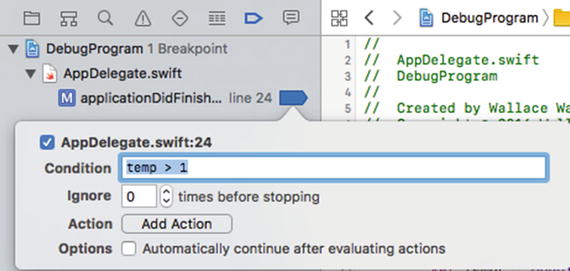 DebugProgram 1 Breakpoint
AppDelegate.swift
M applicationDidFinish... line 24
DebugProgram
1 //
2 // AppDelegate.swift
3 // DebugProgram
4 //
5 // Created by Wallace Wa
AppDelegate.swift:24
Condition temp > 1
Ignore 0 times before stopping
Action Add Action
Options Automatically continue after evaluating actions